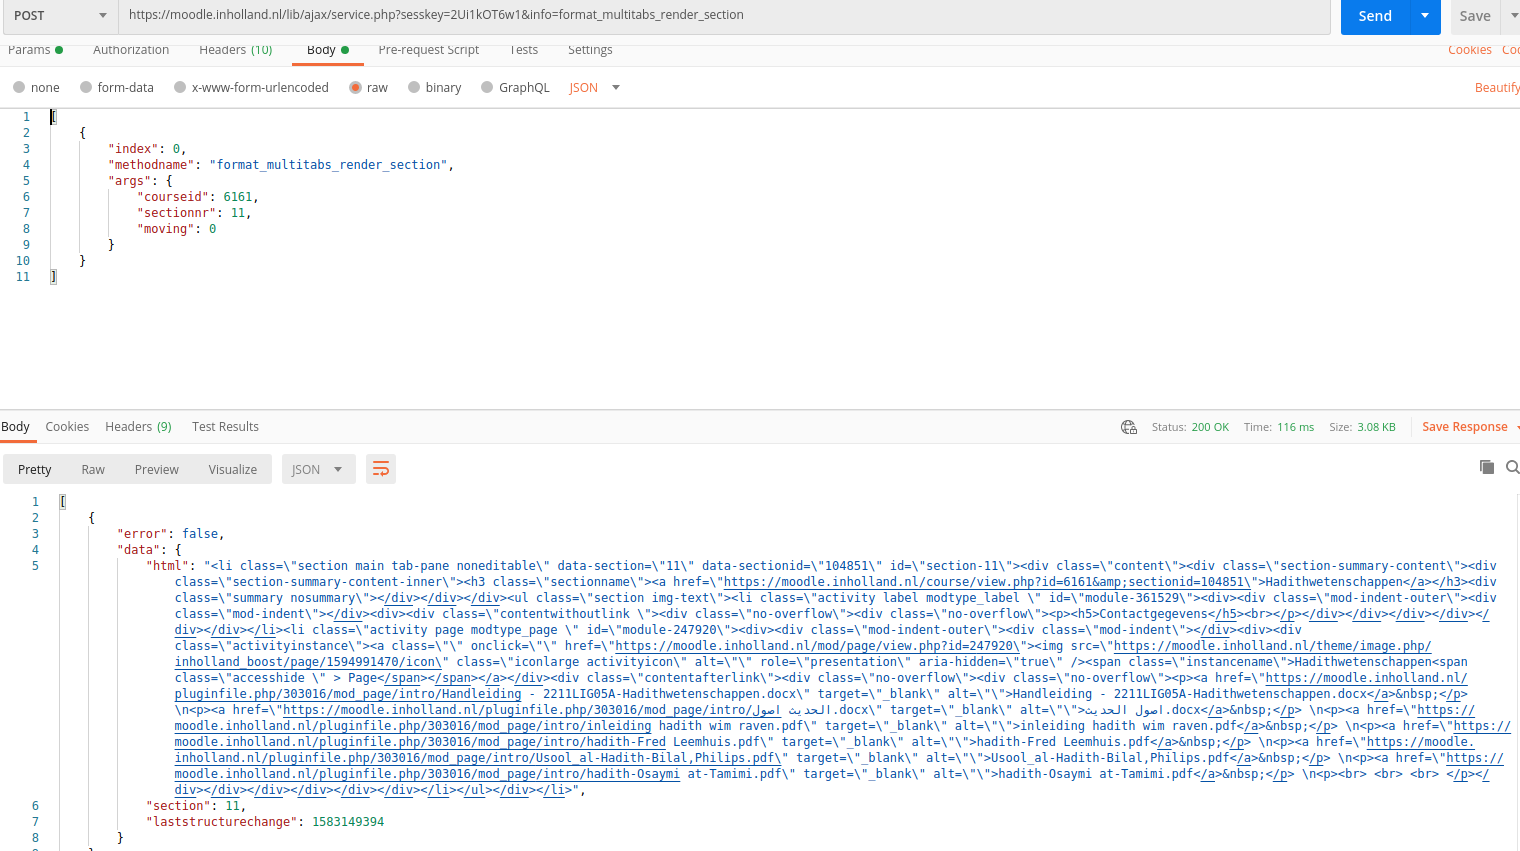 POST https://moodle.inholland.nl/lib/ajax/service.php?sesskey=2Ui1kOT6w1&info=format_multitabs_render_section Send Save
Params Authorization Headers (10) Body Pre-request Script Tests Settings Cookies
none form-data x-www-form-urlencoded raw binary GraphQL JSON Beautify
1 [
2 {
3 "index": 0,
4 "methodname": "format_multitabs_render_section",
5 "args": {
6 "courseid": 6161,
7 "sectionnr": 11,
8 "moving": 0
9 }
10 }
11 ]
Body Cookies Headers (9) Test Results Status: 200 OK Time: 116 ms Size: 3.08 KB Save Response
Pretty Raw Preview Visualize JSON
1 [
2 {
3 "error": false,
4 "data": {
5 "html": "<li class=\"section main tab-pane noneditable\" data-section=\"11\" data-sectionid=\"104851\" id=\"section-11\"><div class=\"content\"><div class=\"section-summary-content\"><div
class=\"section-summary-content-inner\"><h3 class=\"sectionname\"><a href=\"https://moodle.inholland.nl/course/view.php?id=6161&amp;sectionid=104851\">Hadithwetenschappen</a></h3><div
class=\"summary nosummary\"></div></div></div><ul class=\"section img-text\"><li class=\"activity label modtype_label \" id=\"module-361529\"><div><div class=\"mod-indent-outer\"><div
class=\"mod-indent\"></div><div><div class=\"contentwithoutlink \"><div class=\"no-overflow\"><div class=\"no-overflow\"><p><h5>Contactgegevens</h5><br></p></div></div></div></div></
div></div></li><li class=\"activity page modtype_page \" id=\"module-247920\"><div><div class=\"mod-indent-outer\"><div class=\"mod-indent\"></div><div><div
class=\"activityinstance\"><a class=\"\" onclick=\"\" href=\"https://moodle.inholland.nl/mod/page/view.php?id=247920\"><img src=\"https://moodle.inholland.nl/theme/image.php/
inholland_boost/page/1594991470/icon\" class=\"iconlarge activityicon\" alt=\"\" role=\"presentation\" aria-hidden=\"true\" /><span class=\"instancename\">Hadithwetenschappen<span
class=\"accesshide \" > Page</span></span></a></div><div class=\"contentafterlink\"><div class=\"no-overflow\"><div class=\"no-overflow\"><p><a href=\"https://moodle.inholland.nl/
pluginfile.php/303016/mod_page/intro/Handleiding - 2211LIG05A-Hadithwetenschappen.docx\" target=\"_blank\" alt=\"\">Handleiding - 2211LIG05A-Hadithwetenschappen.docx</a>&nbsp;</p>
\n<p><a href=\"https://moodle.inholland.nl/pluginfile.php/303016/mod_page/intro/اصول الحديث.docx\" target=\"_blank\" alt=\"\">اصول الحديث.docx</a>&nbsp;</p> \n<p><a href=\"https://
moodle.inholland.nl/pluginfile.php/303016/mod_page/intro/inleiding hadith wim raven.pdf\" target=\"_blank\" alt=\"\">inleiding hadith wim raven.pdf</a>&nbsp;</p> \n<p><a href=\"https://
moodle.inholland.nl/pluginfile.php/303016/mod_page/intro/hadith-Fred Leemhuis.pdf\" target=\"_blank\" alt=\"\">hadith-Fred Leemhuis.pdf</a>&nbsp;</p> \n<p><a href=\"https://moodle.
inholland.nl/pluginfile.php/303016/mod_page/intro/Usool_al-Hadith-Bilal,Philips.pdf\" target=\"_blank\" alt=\"\">Usool_al-Hadith-Bilal,Philips.pdf</a>&nbsp;</p> \n<p><a href=\"https://
moodle.inholland.nl/pluginfile.php/303016/mod_page/intro/hadith-Osaymi at-Tamimi.pdf\" target=\"_blank\" alt=\"\">hadith-Osaymi at-Tamimi.pdf</a>&nbsp;</p> \n<p><br> <br> <br> </p></
div></div></div></div></div></div></li></ul></div></li>",
6 "section": 11,
7 "laststructurechange": 1583149394
8 }